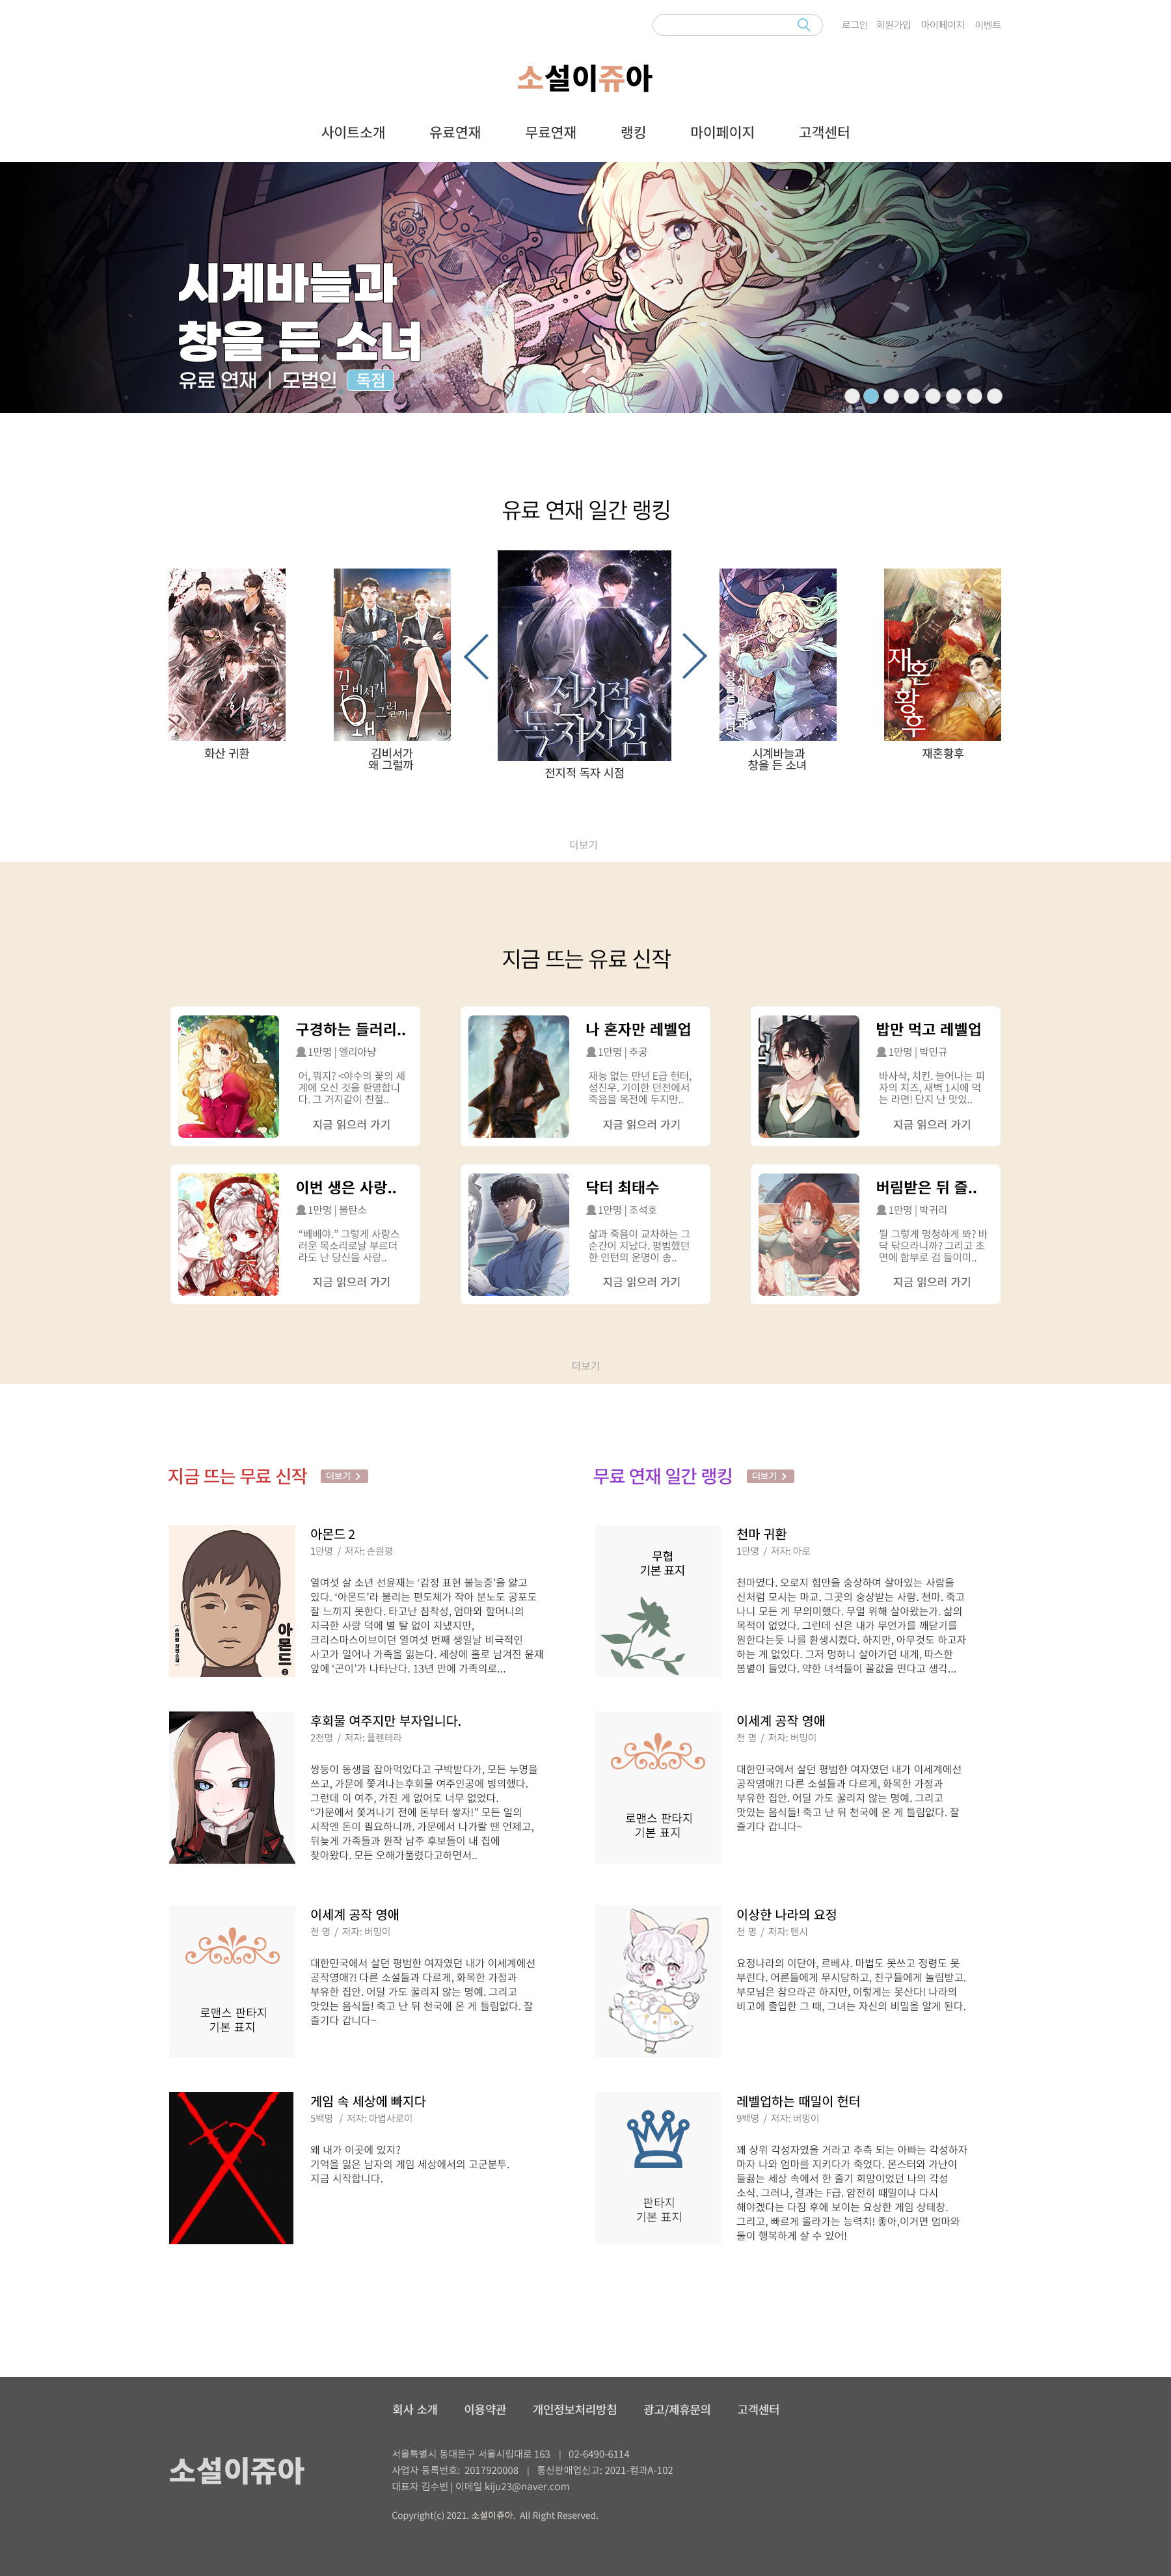 로그인 회원가입 마이페이지 이벤트
소설이쥬아
사이트소개 유료연재 무료연재 랭킹 마이페이지 고객센터
시계바늘과
창을 든 소녀
유료 연재 | 모범인 독점
유료 연재 일간 랭킹
화산 귀환
김비서가
왜 그럴까
전지적
독자 시점
시계바늘과
창을 든 소녀
재혼
황후
화산 귀환
김비서가
왜 그럴까
전지적 독자 시점
시계바늘과
창을 든 소녀
재혼황후
더보기
지금 뜨는 유료 신작
구경하는 들러리..
1만명 | 엘리아냥
어, 뭐지? <야수의 꽃의 세
계에 오신 것을 환영합니
다. 그 거지같이 친절..
지금 읽으러 가기
나 혼자만 레벨업
1만명 | 추공
재능 없는 만년 E급 헌터,
성진우. 기이한 던전에서
죽음을 목전에 두지만..
지금 읽으러 가기
밥만 먹고 레벨업
1만명 | 박민규
바사삭, 치킨. 늘어나는 피
자의 치즈, 새벽 1시에 먹
는 라면! 단지 난 맛있..
지금 읽으러 가기
이번 생은 사랑..
1만명 | 불탄소
“베베야.” 그렇게 사랑스
러운 목소리로날 부르더
라도 난 당신을 사랑..
지금 읽으러 가기
닥터 최태수
1만명 | 조석호
삶과 죽음이 교차하는 그
순간이 지났다. 평범했던
한 인턴의 운명이 송..
지금 읽으러 가기
버림받은 뒤 즐..
1만명 | 박귀리
뭘 그렇게 멍청하게 봐? 바
닥 닦으라니까? 그리고 초
면에 함부로 검 들이미..
지금 읽으러 가기
더보기
지금 뜨는 무료 신작 더보기
아몬드
2
손원평 장편소설
아몬드 2
1만명 / 저자: 손원평
열여섯 살 소년 선윤재는 ‘감정 표현 불능증’을 앓고
있다. ‘아몬드’라 불리는 편도체가 작아 분노도 공포도
잘 느끼지 못한다. 타고난 침착성, 엄마와 할머니의
지극한 사랑 덕에 별 탈 없이 지냈지만,
크리스마스이브이던 열여섯 번째 생일날 비극적인
사고가 일어나 가족을 잃는다. 세상에 홀로 남겨진 윤재
앞에 ‘곤이’가 나타난다. 13년 만에 가족의로...
후회물 여주지만 부자입니다.
2천명 / 저자: 플렌테라
쌍둥이 동생을 잡아먹었다고 구박받다가, 모든 누명을
쓰고, 가문에 쫓겨나는후회물 여주인공에 빙의했다.
그런데 이 여주, 가진 게 없어도 너무 없었다.
“가문에서 쫓겨나기 전에 돈부터 쌓자!” 모든 일의
시작엔 돈이 필요하니까. 가문에서 나가랄 땐 언제고,
뒤늦게 가족들과 원작 남주 후보들이 내 집에
찾아왔다. 모든 오해가풀렸다고하면서..
로맨스 판타지
기본 표지
이세계 공작 영애
천 명 / 저자: 버밍이
대한민국에서 살던 평범한 여자였던 내가 이세계에선
공작영애?! 다른 소설들과 다르게, 화목한 가정과
부유한 집안. 어딜 가도 꿇리지 않는 명예. 그리고
맛있는 음식들! 죽고 난 뒤 천국에 온 게 틀림없다. 잘
즐기다 갑니다~
게임 속 세상에 빠지다
5백명 / 저자: 마법사로이
왜 내가 이곳에 있지?
기억을 잃은 남자의 게임 세상에서의 고군분투.
지금 시작합니다.
무료 연재 일간 랭킹 더보기
무협
기본 표지
천마 귀환
1만명 / 저자: 아로
천마였다. 오로지 힘만을 숭상하여 살아있는 사람을
신처럼 모시는 마교. 그곳의 숭상받는 사람. 천마. 죽고
나니 모든 게 무의미했다. 무얼 위해 살아왔는가. 삶의
목적이 없었다. 그런데 신은 내가 무언가를 깨닫기를
원한다는듯 나를 환생시켰다. 하지만, 아무것도 하고자
하는 게 없었다. 그저 멍하니 살아가던 내게, 따스한
봄볕이 들었다. 약한 녀석들이 꼴값을 떤다고 생각...
로맨스 판타지
기본 표지
이세계 공작 영애
천 명 / 저자: 버밍이
대한민국에서 살던 평범한 여자였던 내가 이세계에선
공작영애?! 다른 소설들과 다르게, 화목한 가정과
부유한 집안. 어딜 가도 꿇리지 않는 명예. 그리고
맛있는 음식들! 죽고 난 뒤 천국에 온 게 틀림없다. 잘
즐기다 갑니다~
이상한 나라의 요정
천 명 / 저자: 텐시
요정나라의 이단아, 르베사. 마법도 못쓰고 정령도 못
부린다. 어른들에게 무시당하고, 친구들에게 놀림받고.
부모님은 참으라곤 하지만, 이렇게는 못산다! 나라의
비고에 출입한 그 때, 그녀는 자신의 비밀을 알게 된다.
판타지
기본 표지
레벨업하는 때밀이 헌터
9백명 / 저자: 버밍이
꽤 상위 각성자였을 거라고 추측 되는 아빠는 각성하자
마자 나와 엄마를 지키다가 죽었다. 몬스터와 가난이
들끓는 세상 속에서 한 줄기 희망이었던 나의 각성
소식. 그러나, 결과는 F급. 얌전히 때밀이나 다시
해야겠다는 다짐 후에 보이는 요상한 게임 상태창.
그리고, 빠르게 올라가는 능력치! 좋아,이거면 엄마와
둘이 행복하게 살 수 있어!
회사 소개 이용약관 개인정보처리방침 광고/제휴문의 고객센터
소설이쥬아
서울특별시 동대문구 서울시립대로 163 | 02-6490-6114
사업자 등록번호: 2017920008 | 통신판매업신고: 2021-컴과A-102
대표자 김수빈 | 이메일 kiju23@naver.com
Copyright(c) 2021. 소설이쥬아. All Right Reserved.